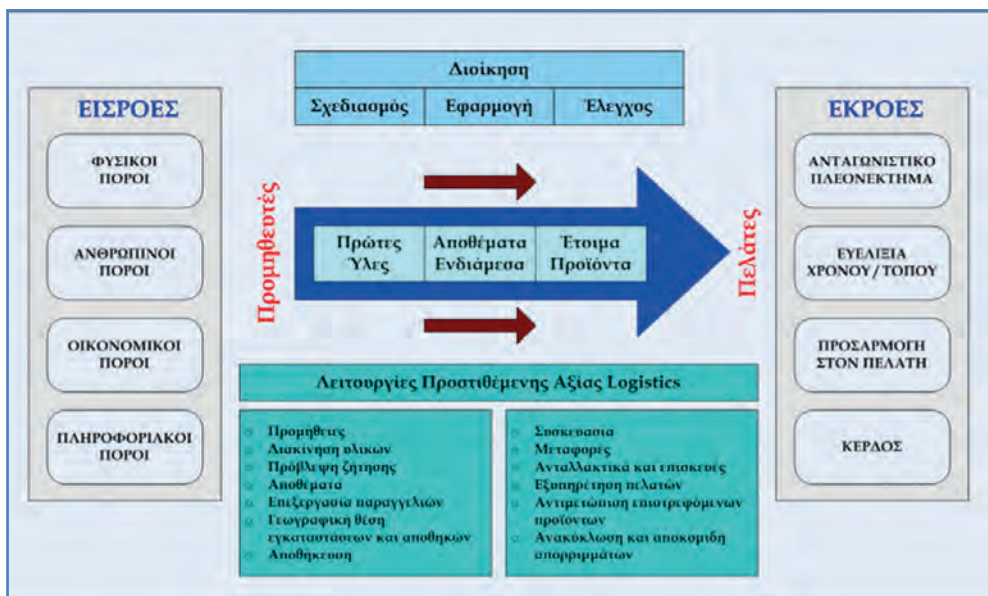 Διοίκηση
Σχεδιασμός
Εφαρμογή
Έλεγχος
ΕΙΣΡΟΕΣ
ΦΥΣΙΚΟΙ
ΠΟΡΟΙ
ΑΝΘΡΩΠΙΝΟΙ
ΠΟΡΟΙ
ΟΙΚΟΝΟΜΙΚΟΙ
ΠΟΡΟΙ
ΠΛΗΡΟΦΟΡΙΑΚΟΙ
ΠΟΡΟΙ
Προμηθευτές
Πρώτες
Ύλες
Αποθέματα
Ενδιάμεσα
Έτοιμα
Προϊόντα
Πελάτες
ΕΚΡΟΕΣ
ΑΝΤΑΓΩΝΙΣΤΙΚΟ
ΠΛΕΟΝΕΚΤΗΜΑ
ΕΥΕΛΙΞΙΑ
ΧΡΟΝΟΥ / ΤΟΠΟΥ
ΠΡΟΣΑΡΜΟΓΗ
ΣΤΟΝ ΠΕΛΑΤΗ
ΚΕΡΔΟΣ
Λειτουργίες Προστιθέμενης Αξίας Logistics
Προμήθειες
Διακίνηση υλικών
Πρόβλεψη ζήτησης
Αποθέματα
Επεξεργασία παραγγελιών
Γεωγραφική θέση
εγκαταστάσεων και αποθηκών
Αποθήκευση
Συσκευασια
Μεταφορές
Ανταλλακτικά και επισκευές
Εξυπηρέτηση πελατών
Αντιμετώπιση επιστρεφόμενων
προϊοντων
Ανακύκλωση και αποκομιδη
απορριμμάτων